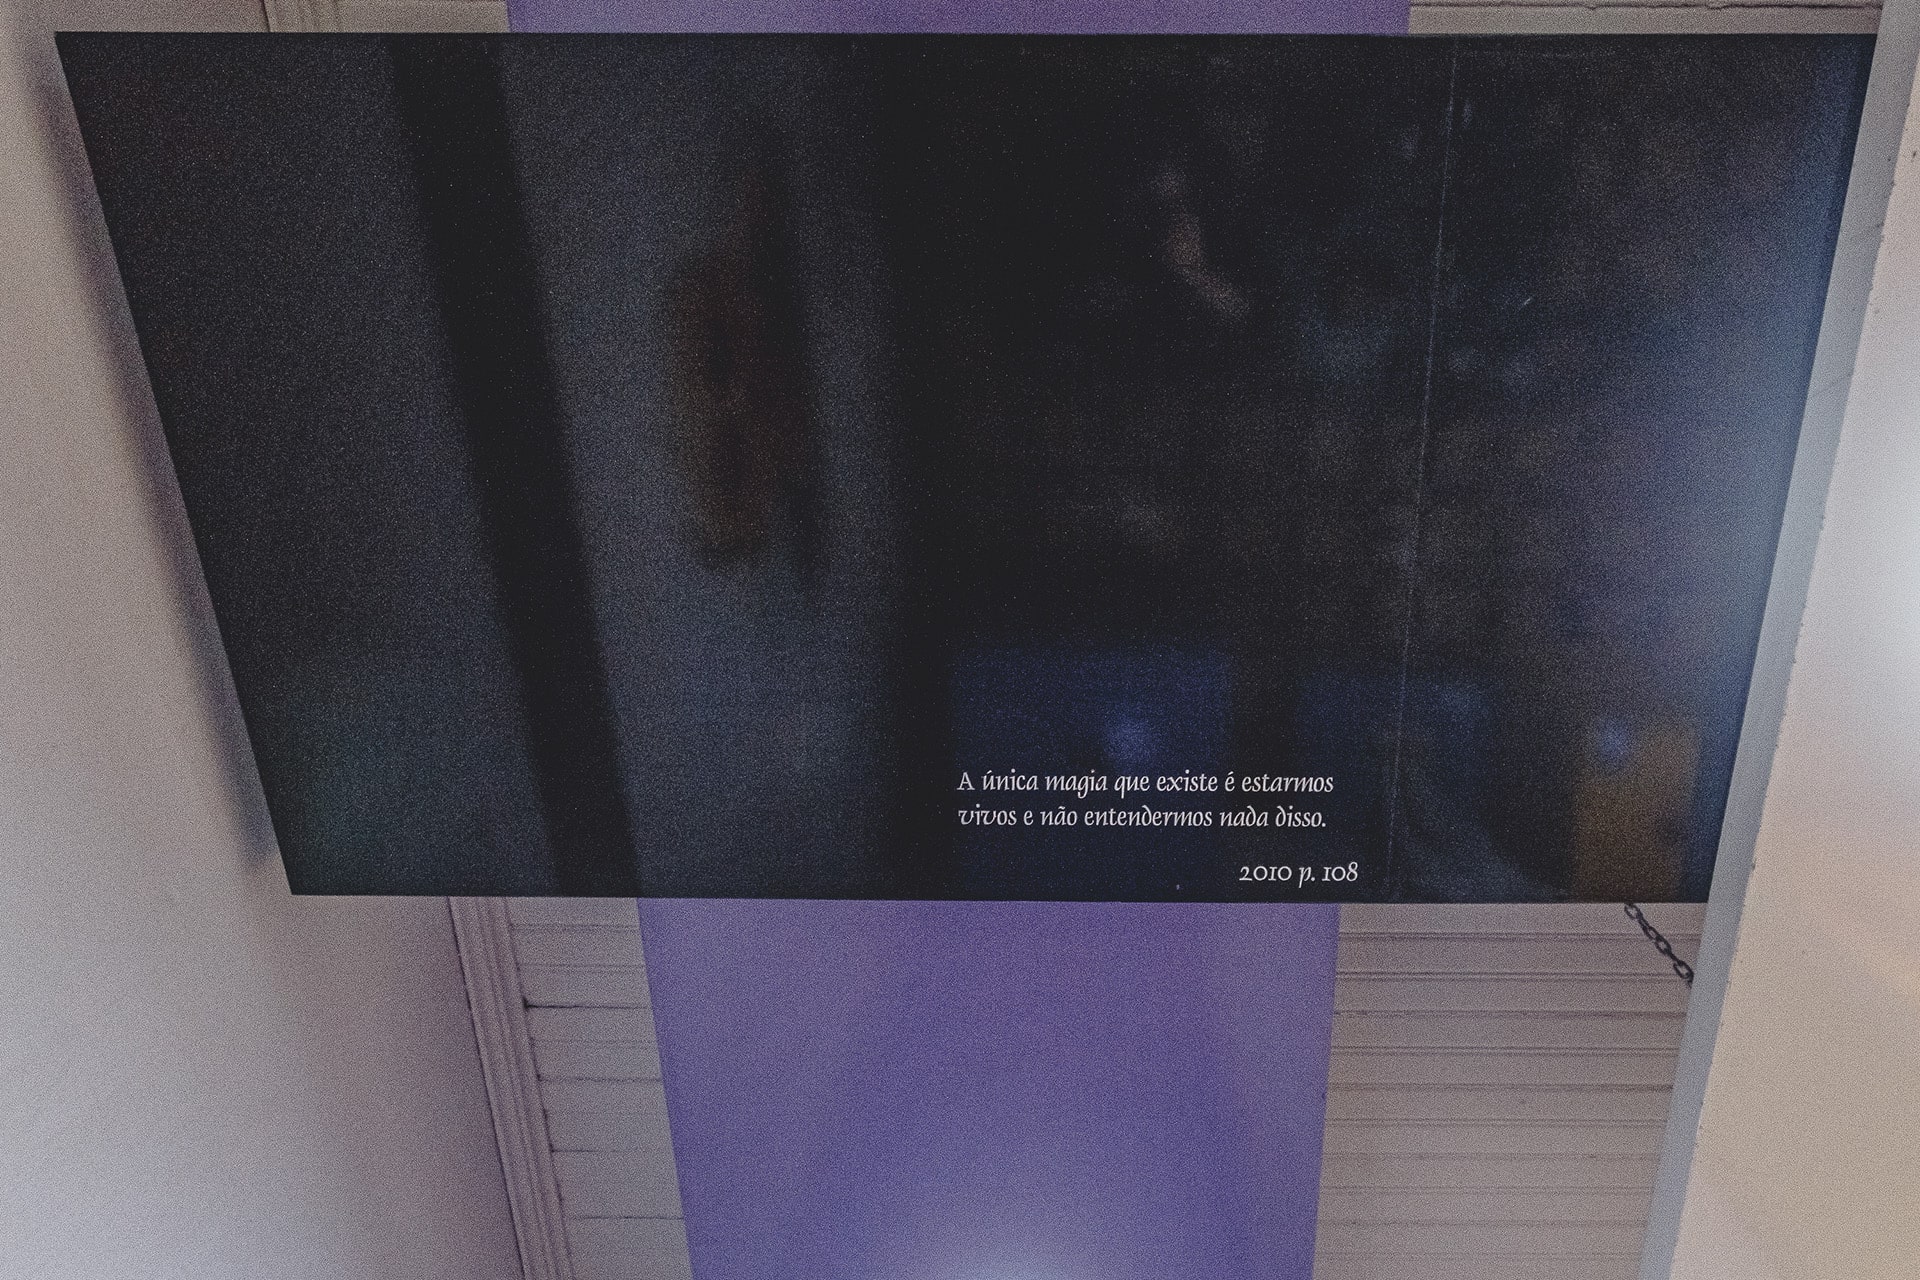 A única magia que existe é estarmos
vivos e não entendermos nada disso.
2010 p. 108